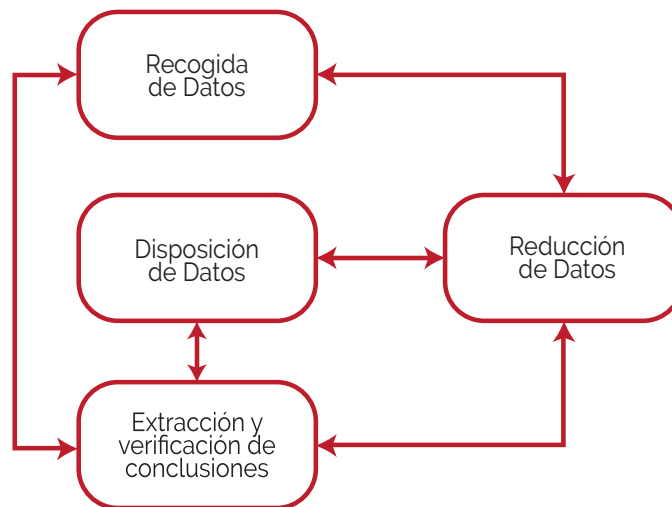 Recogida
de Datos
Disposición
de Datos
Reducción
de Datos
Extracción y
verificación de
conclusiones